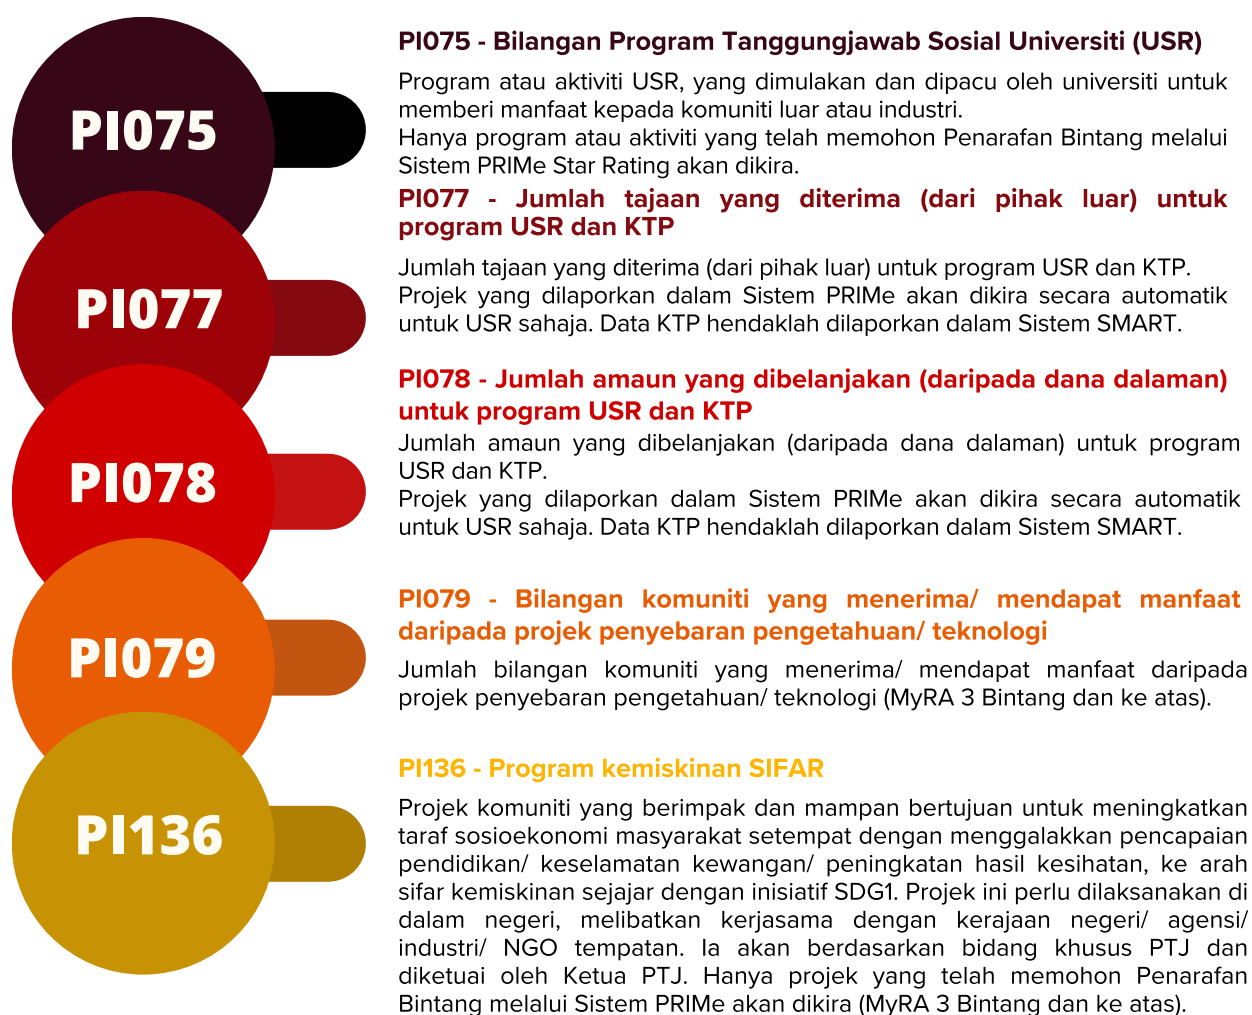 PI075
PI075 - Bilangan Program Tanggungjawab Sosial Universiti (USR)
Program atau aktiviti USR, yang dimulakan dan dipacu oleh universiti untuk
memberi manfaat kepada komuniti luar atau industri.
Hanya program atau aktiviti yang telah memohon Penarafan Bintang melalui
Sistem PRIMe Star Rating akan dikira.
PI077
PI077 - Jumlah tajaan yang diterima (dari pihak luar) untuk
program USR dan KTP
Jumlah tajaan yang diterima (dari pihak luar) untuk program USR dan KTP.
Projek yang dilaporkan dalam Sistem PRIMe akan dikira secara automatik
untuk USR sahaja. Data KTP hendaklah dilaporkan dalam Sistem SMART.
PI078
PI078 - Jumlah amaun yang dibelanjakan (daripada dana dalaman)
untuk program USR dan KTP
Jumlah amaun yang dibelanjakan (daripada dana dalaman) untuk program
USR dan KTP.
Projek yang dilaporkan dalam Sistem PRIMe akan dikira secara automatik
untuk USR sahaja. Data KTP hendaklah dilaporkan dalam Sistem SMART.
PI079
PI079 - Bilangan komuniti yang menerima/ mendapat manfaat
daripada projek penyebaran pengetahuan/ teknologi
Jumlah bilangan komuniti yang menerima/ mendapat manfaat daripada
projek penyebaran pengetahuan/ teknologi (MyRA 3 Bintang dan ke atas).
PI136
PI136 - Program kemiskinan SIFAR
Projek komuniti yang berimpak dan mampan bertujuan untuk meningkatkan
taraf sosioekonomi masyarakat setempat dengan menggalakkan pencapaian
pendidikan/ keselamatan kewangan/ peningkatan hasil kesihatan, ke arah
sifar kemiskinan sejajar dengan inisiatif SDG1. Projek ini perlu dilaksanakan di
dalam negeri, melibatkan kerjasama dengan kerajaan negeri/ agensi/
industri/ NGO tempatan. Ia akan berdasarkan bidang khusus PTJ dan
diketuai oleh Ketua PTJ. Hanya projek yang telah memohon Penarafan
Bintang melalui Sistem PRIMe akan dikira (MyRA 3 Bintang dan ke atas).